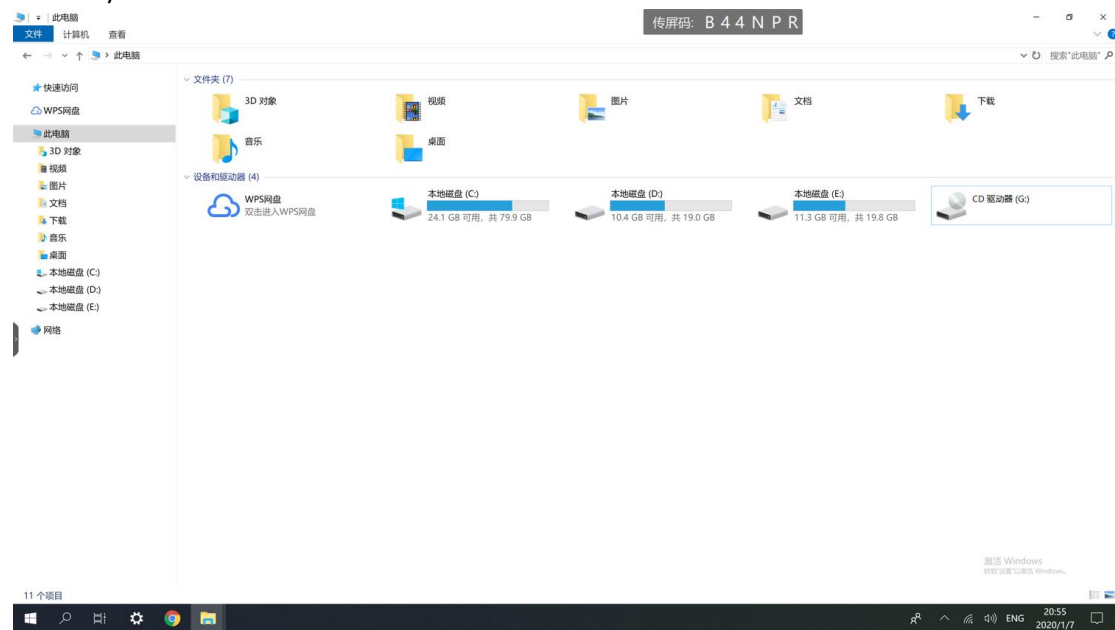 此电脑
传屏码: B 4 4 N P R
文件 计算机 查看
此电脑
搜索"此电脑"
快速访问
WPS网盘
此电脑
3D 对象
视频
图片
文档
下载
音乐
桌面
本地磁盘 (C:)
本地磁盘 (D:)
本地磁盘 (E:)
网络
文件夹 (7)
3D 对象 视频 图片 文档 下载
音乐 桌面
设备和驱动器 (4)
WPS网盘
双击进入WPS网盘
本地磁盘 (C:)
24.1 GB 可用, 共 79.9 GB
本地磁盘 (D:)
10.4 GB 可用, 共 19.0 GB
本地磁盘 (E:)
11.3 GB 可用, 共 19.8 GB
CD 驱动器 (G:)
激活 Windows
转到"设置"以激活 Windows。
11 个项目
ENG
20:55
2020/1/7